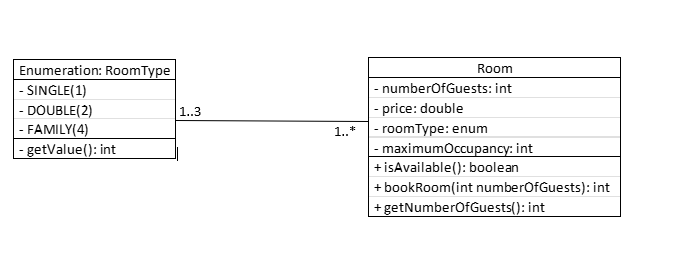 Enumeration: RoomType
- SINGLE(1)
- DOUBLE(2)
- FAMILY(4)
- getValue(): int
1..3
1..*
Room
- numberOfGuests: int
- price: double
- roomType: enum
- maximumOccupancy: int
+ isAvailable(): boolean
+ bookRoom(int numberOfGuests): int
+ getNumberOfGuests(): int